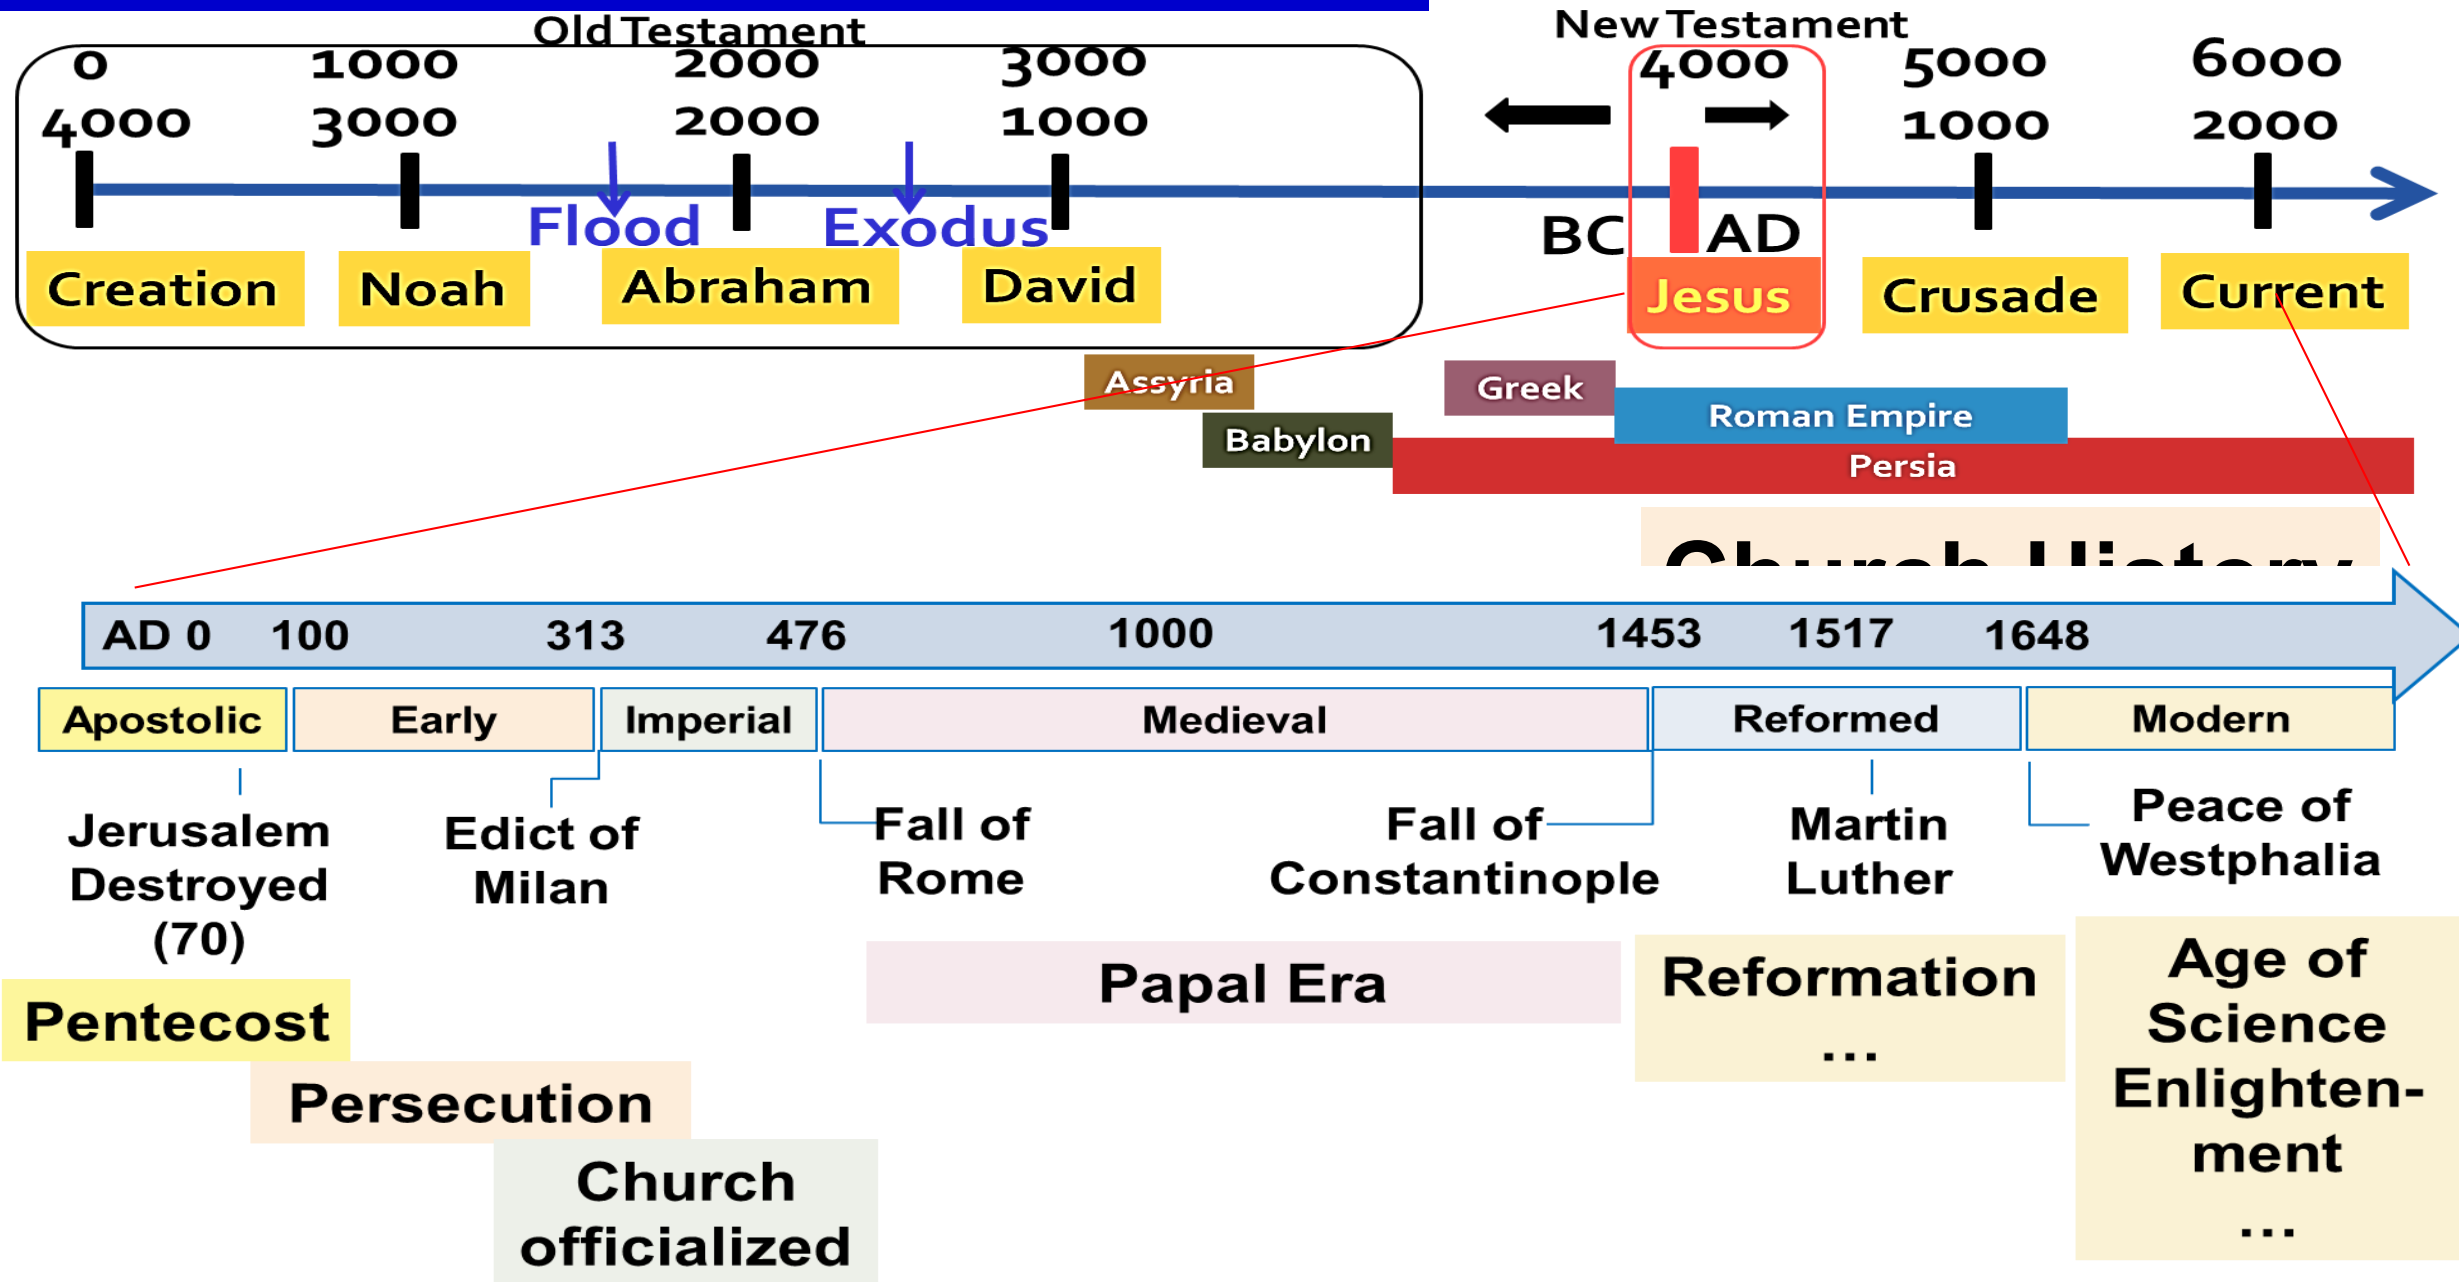 Old Testament
New Testament
0 1000 2000 3000 4000 5000 6000
4000 3000 2000 1000 1000 2000
Flood Exodus BC AD
Creation Noah Abraham David Jesus Crusade Current
Assyria Greek
Roman Empire
Babylon
Persia
Church History
AD 0 100 313 476 1000 1453 1517 1648
Apostolic Early Imperial Medieval Reformed Modern
Jerusalem
Destroyed
(70)
Edict of
Milan
Fall of
Rome
Fall of
Constantinople
Martin
Luther
Peace of
Westphalia
Pentecost
Persecution
Church
officialized
Papal Era
Reformation
...
Age of
Science
Enlighten-
ment
...